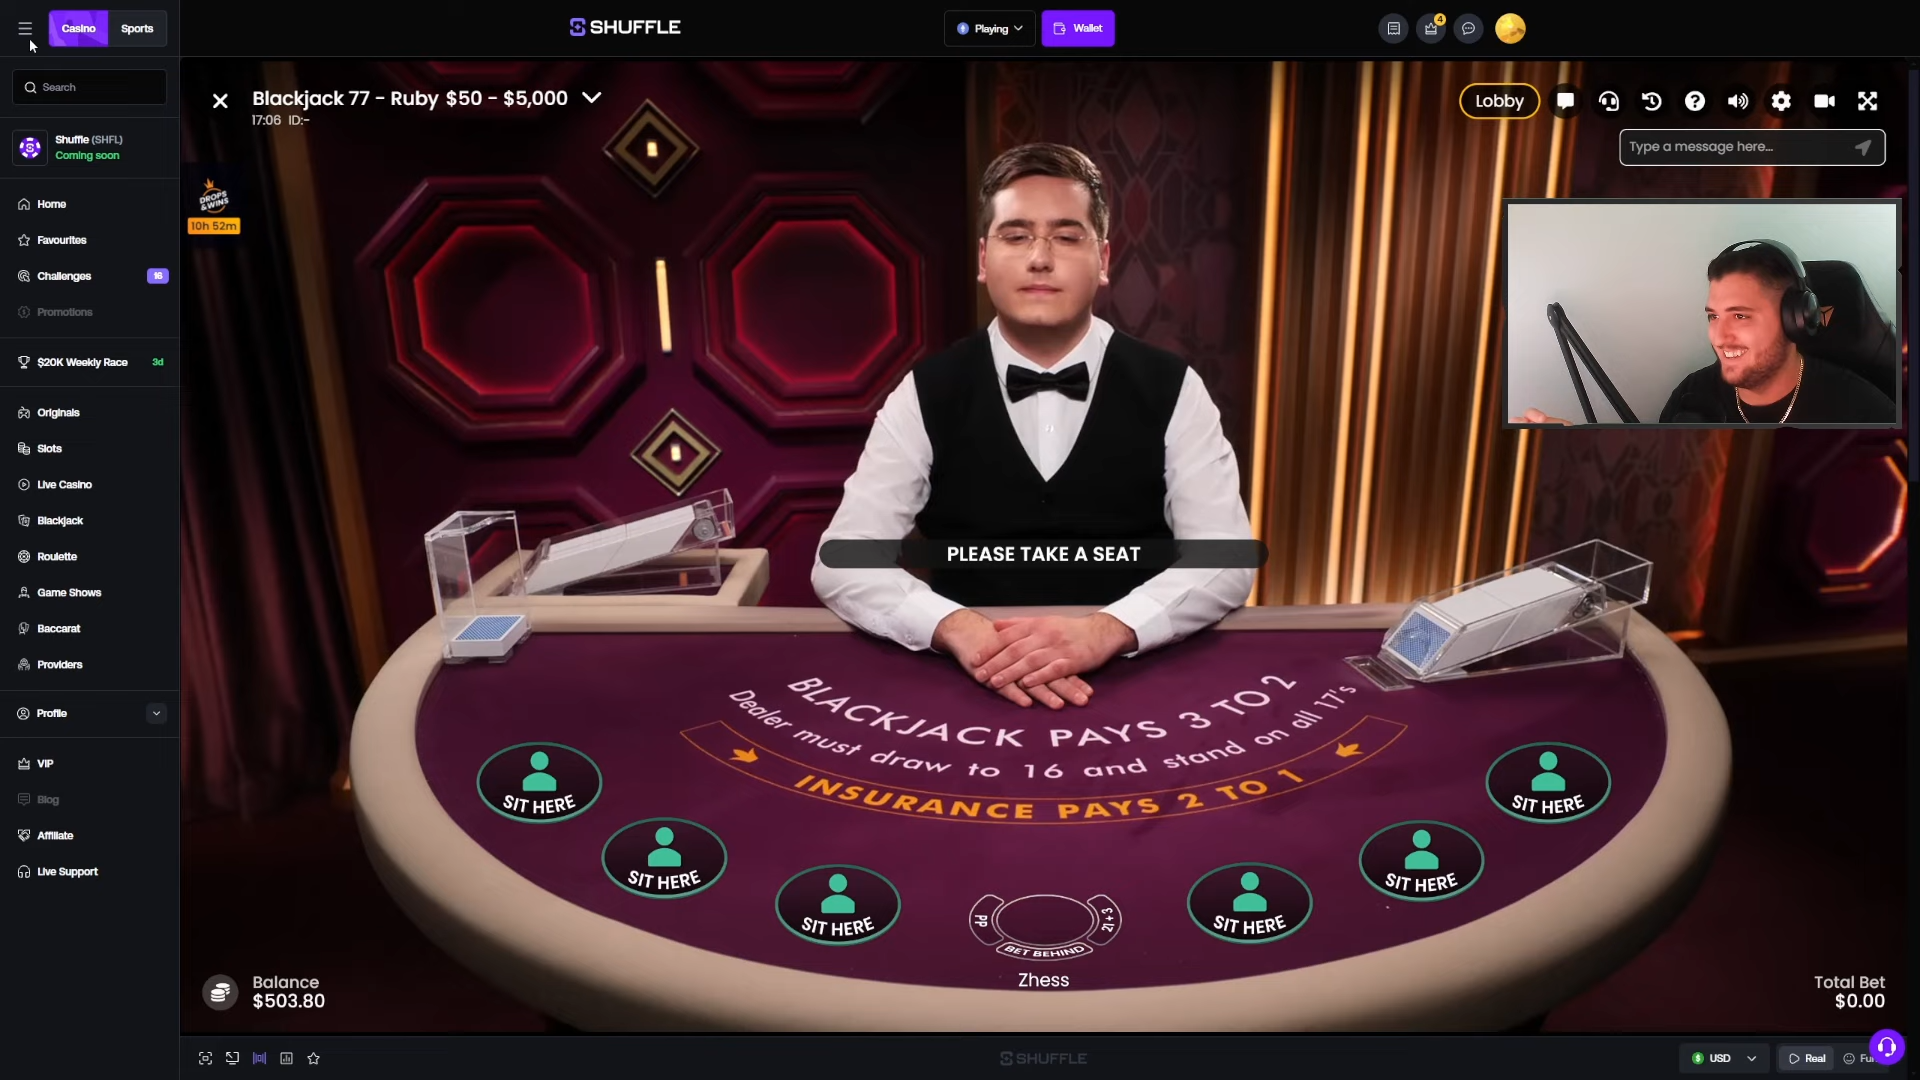 Casino
Sports
SHUFFLE
Playing
Wallet
4
Search
Shuffle (SHFL)
Coming soon
Home
Favourites
Challenges 16
Promotions
$20K Weekly Race 3d
Originals
Slots
Live Casino
Blackjack
Roulette
Game Shows
Baccarat
Providers
Profile
VIP
Blog
Affiliate
Live Support
Blackjack 77 - Ruby $50 - $5,000
17:06 ID:-
DROPS
&WINS
10h 52m
Lobby
Type a message here...
PLEASE TAKE A SEAT
BLACKJACK PAYS 3 TO 2
Dealer must draw to 16 and stand on all 17's
INSURANCE PAYS 2 TO 1
SIT HERE
SIT HERE
SIT HERE
PP
21+3
BET BEHIND
Zhess
SIT HERE
SIT HERE
SIT HERE
Balance
$503.80
Total Bet
$0.00
SHUFFLE
USD
Real